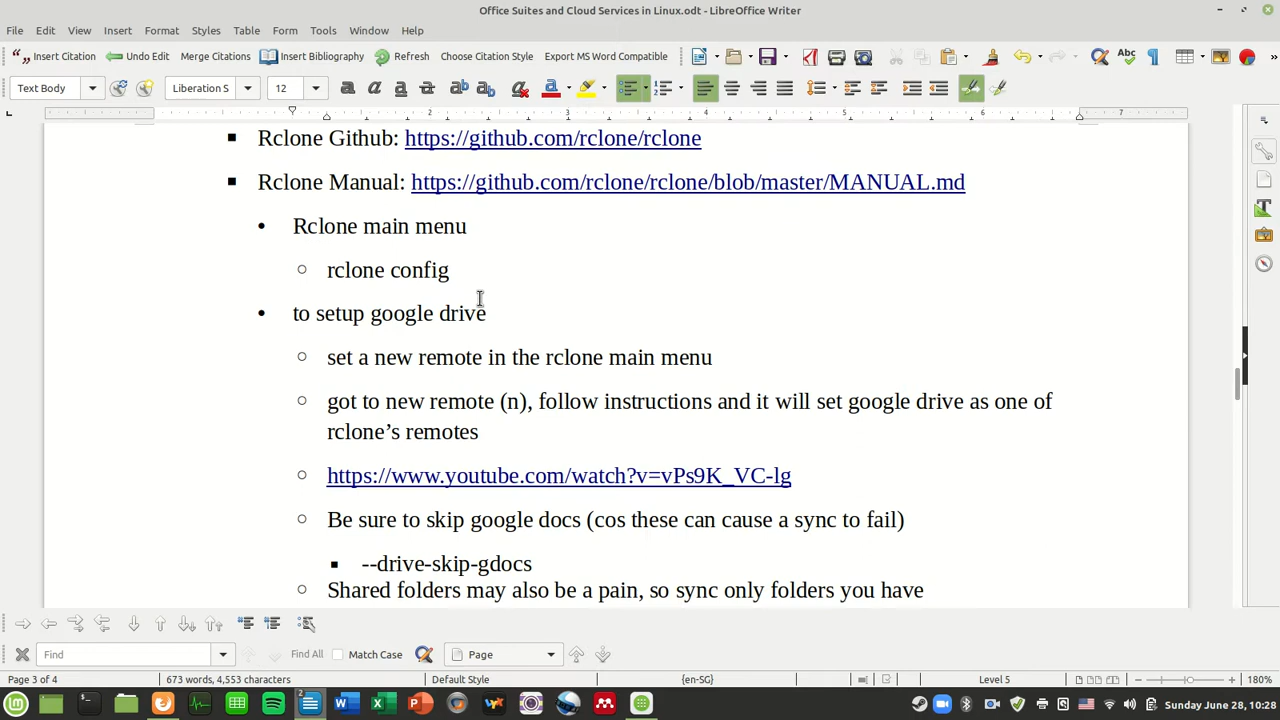 Office Suites and Cloud Services in Linux.odt - LibreOffice Writer
File Edit View Insert Format Styles Table Form Tools Window Help
Insert Citation Undo Edit Merge Citations Insert Bibliography Refresh Choose Citation Style Export MS Word Compatible
Text Body Liberation S 12
2 3 4 5 6 7
▪ Rclone Github: https://github.com/rclone/rclone
▪ Rclone Manual: https://github.com/rclone/rclone/blob/master/MANUAL.md
• Rclone main menu
○ rclone config
• to setup google drive
○ set a new remote in the rclone main menu
○ got to new remote (n), follow instructions and it will set google drive as one of
rclone’s remotes
○ https://www.youtube.com/watch?v=vPs9K_VC-lg
○ Be sure to skip google docs (cos these can cause a sync to fail)
▪ --drive-skip-gdocs
○ Shared folders may also be a pain, so sync only folders you have
Find Find All Match Case Page
Page 3 of 4 673 words, 4,553 characters Default Style [en-SG] Level 5 180%
2 Sunday June 28, 10:28